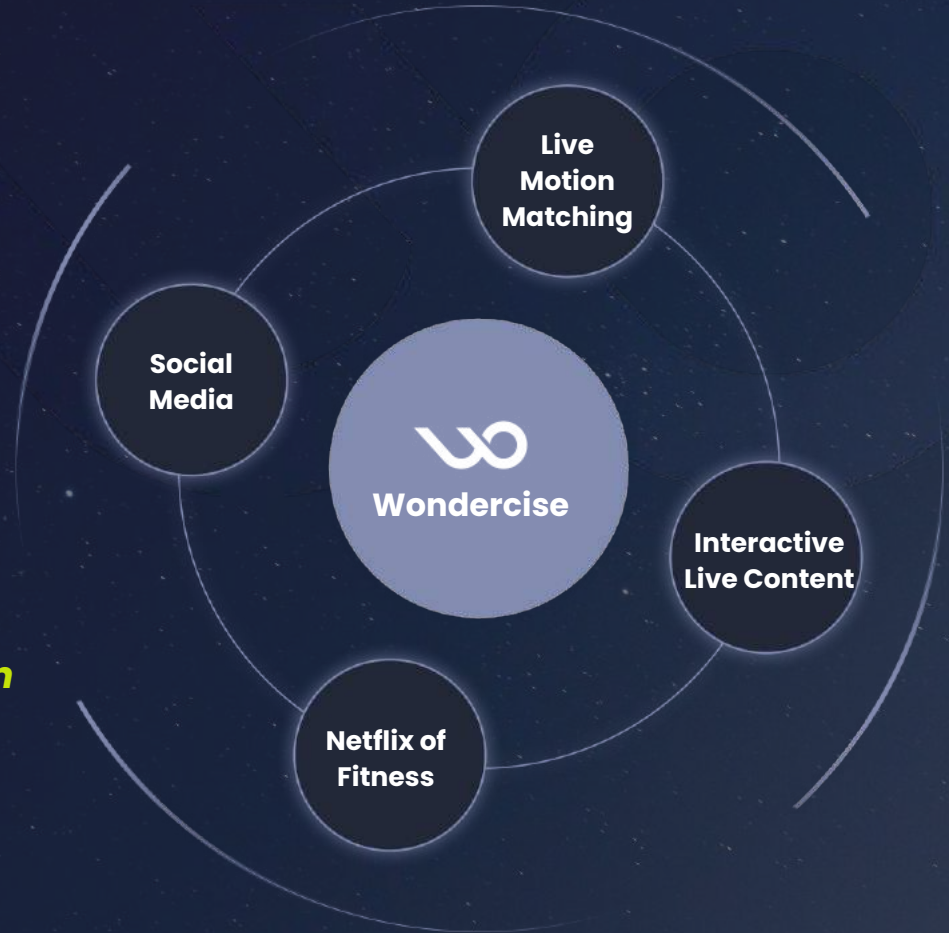 Live
Motion
Matching
Social
Media
Wondercise
Interactive
Live Content
n
Netflix of
Fitness